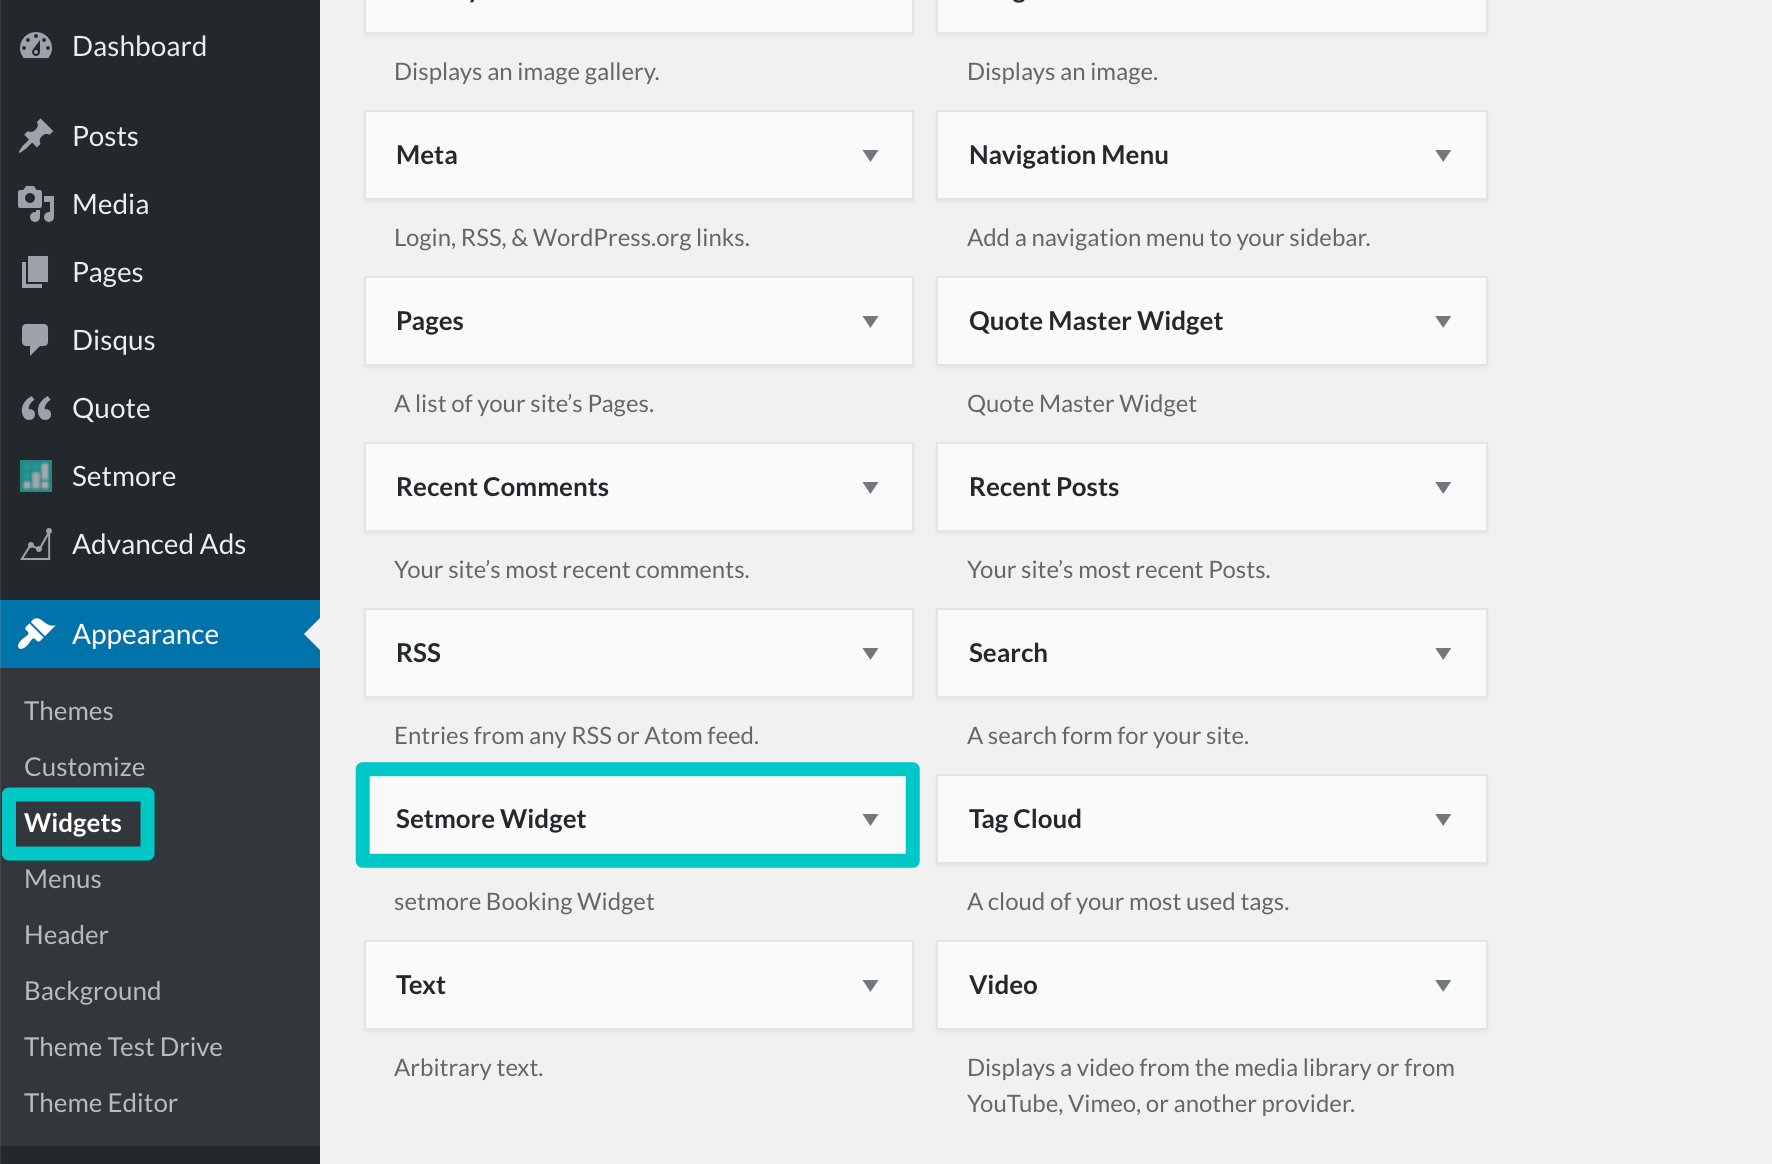 Dashboard
Posts
Media
Pages
Disqus
Quote
Setmore
Advanced Ads
Appearance
Themes
Customize
Widgets
Menus
Header
Background
Theme Test Drive
Theme Editor
Displays an image gallery.
Displays an image.
Meta
Navigation Menu
Login, RSS, & WordPress.org links.
Add a navigation menu to your sidebar.
Pages
Quote Master Widget
A list of your site’s Pages.
Quote Master Widget
Recent Comments
Recent Posts
Your site’s most recent comments.
Your site’s most recent Posts.
RSS
Search
Entries from any RSS or Atom feed.
A search form for your site.
Setmore Widget
Tag Cloud
setmore Booking Widget
A cloud of your most used tags.
Text
Video
Arbitrary text.
Displays a video from the media library or from
YouTube, Vimeo, or another provider.